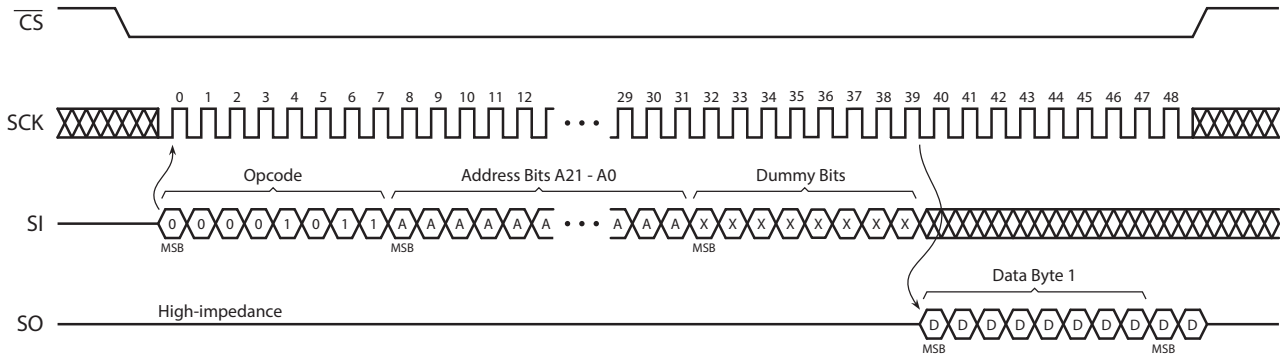 CS
0 1 2 3 4 5 6 7 8 9 10 11 12 29 30 31 32 33 34 35 36 37 38 39 40 41 42 43 44 45 46 47 48
SCK
Opcode Address Bits A21 - A0 Dummy Bits
SI 0 0 0 0 1 0 1 1 A A A A A A A A A X X X X X X X X
MSB MSB MSB
Data Byte 1
High-impedance
SO D D D D D D D D D D
MSB MSB